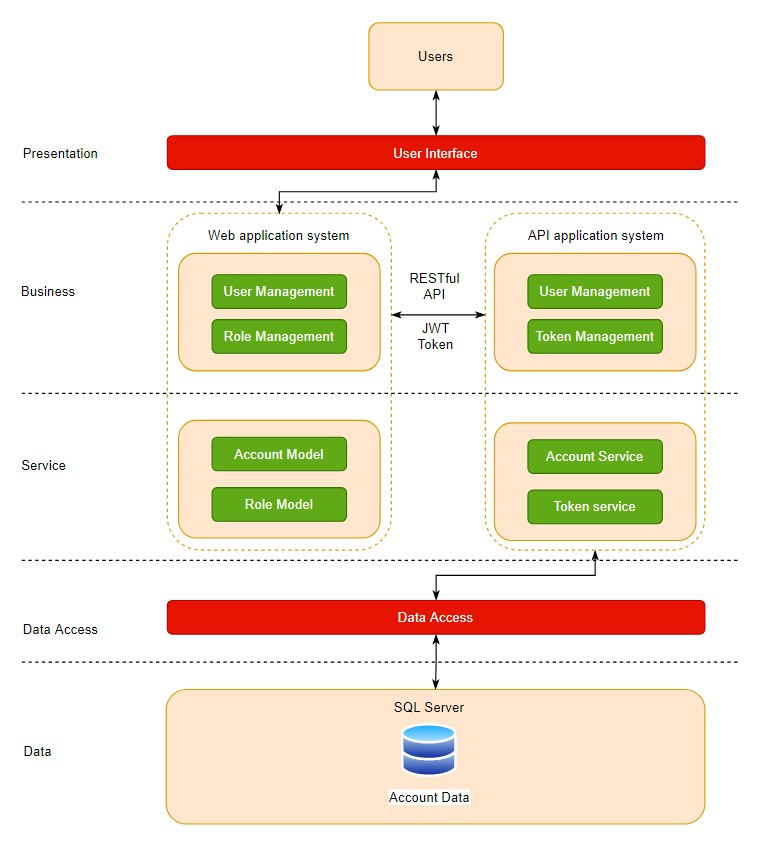 Users
Presentation
User Interface
Web application system
API application system
Business
User Management
Role Management
RESTful
API
JWT
Token
User Management
Token Management
Service
Account Model
Role Model
Account Service
Token service
Data Access
Data Access
SQL Server
Data
Account Data